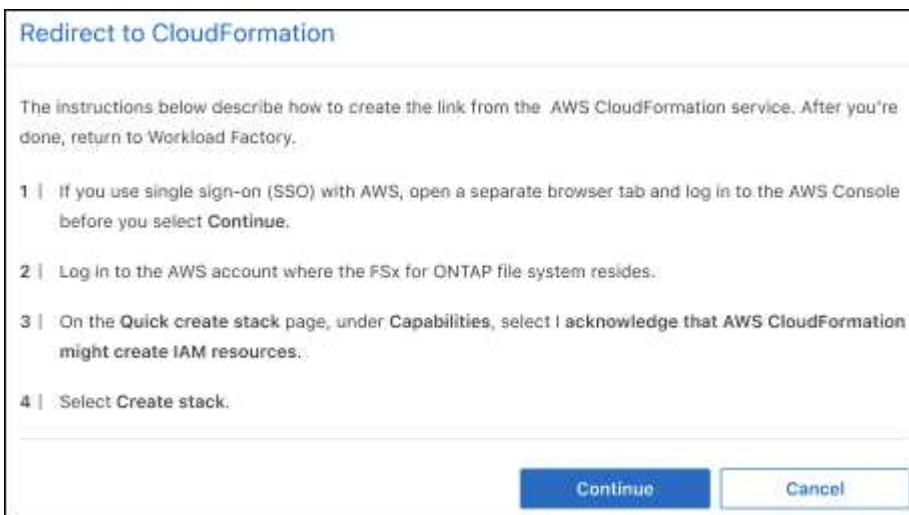 Redirect to CloudFormation
The instructions below describe how to create the link from the AWS CloudFormation service. After you're
done, return to Workload Factory.
1 | If you use single sign-on (SSO) with AWS, open a separate browser tab and log in to the AWS Console
before you select Continue.
2 | Log in to the AWS account where the FSx for ONTAP file system resides.
3 | On the Quick create stack page, under Capabilities, select I acknowledge that AWS CloudFormation
might create IAM resources.
4 | Select Create stack.
Continue Cancel